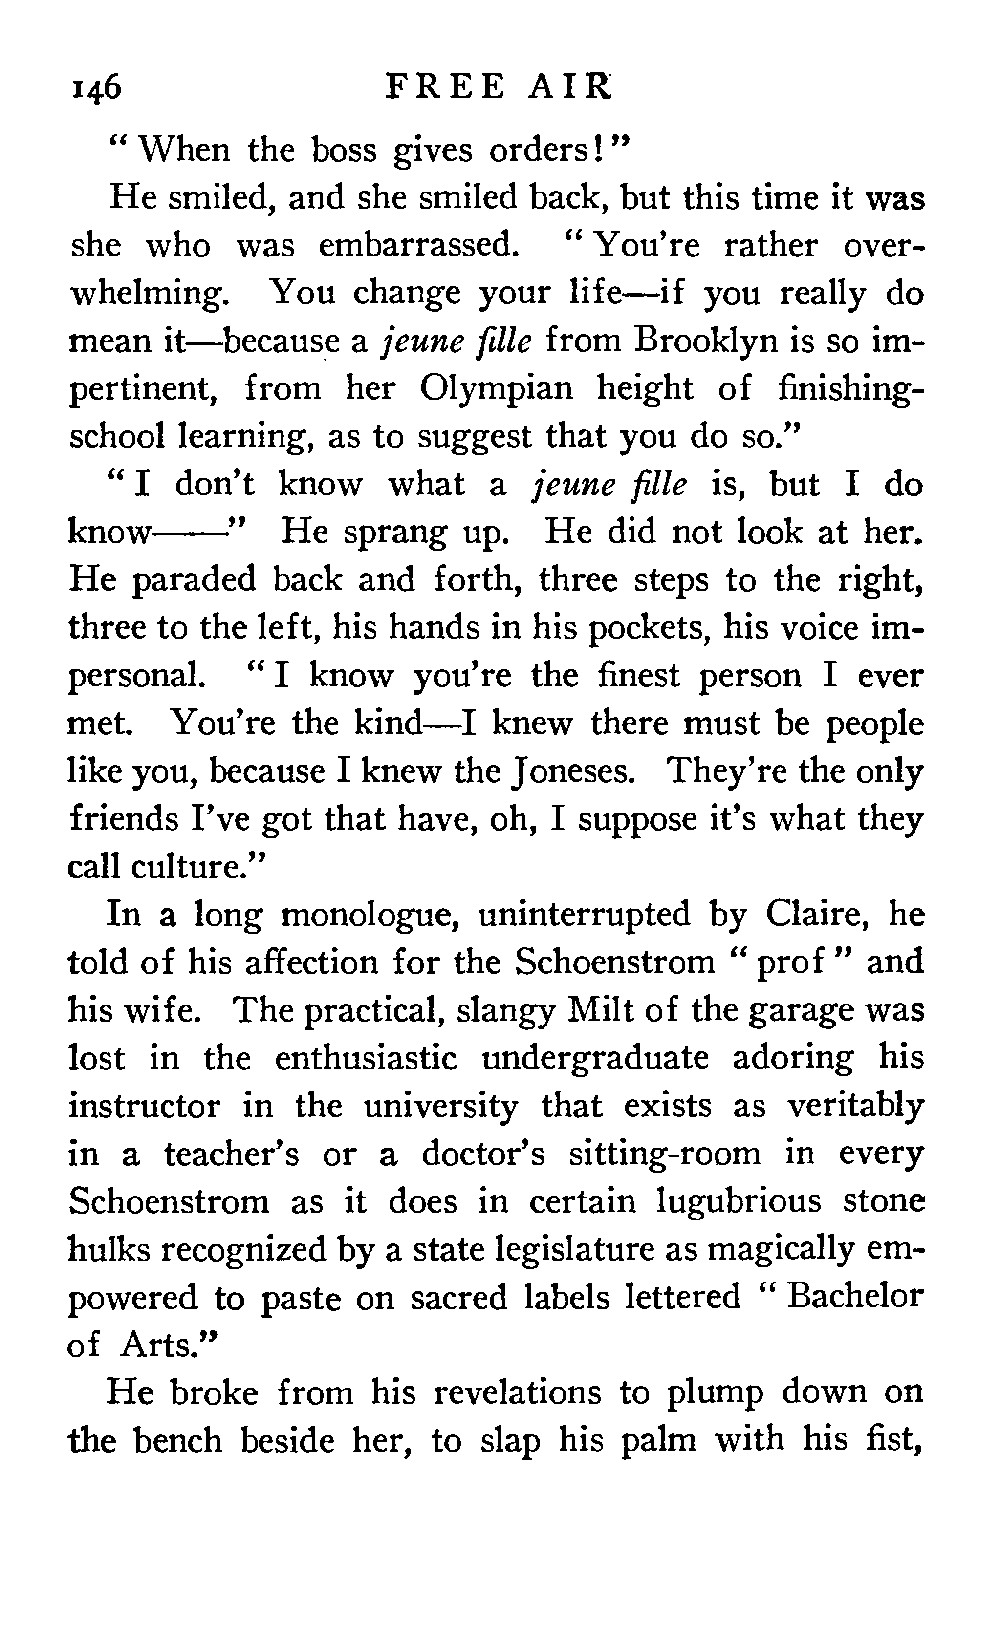 146 FREE AIR
“ When the boss gives orders! ”
He smiled, and she smiled back, but this time it was
she who was embarrassed. “ You’re rather over-
whelming. You change your life—if you really do
mean it—because a jeune fille from Brooklyn is so im-
pertinent, from her Olympian height of finishing-
school learning, as to suggest that you do so.”
“ I don’t know what a jeune fille is, but I do
know——” He sprang up. He did not look at her.
He paraded back and forth, three steps to the right,
three to the left, his hands in his pockets, his voice im-
personal. “ I know you’re the finest person I ever
met. You’re the kind—I knew there must be people
like you, because I knew the Joneses. They’re the only
friends I’ve got that have, oh, I suppose it’s what they
call culture.”
In a long monologue, uninterrupted by Claire, he
told of his affection for the Schoenstrom “ prof ” and
his wife. The practical, slangy Milt of the garage was
lost in the enthusiastic undergraduate adoring his
instructor in the university that exists as veritably
in a teacher’s or a doctor’s sitting-room in every
Schoenstrom as it does in certain lugubrious stone
hulks recognized by a state legislature as magically em-
powered to paste on sacred labels lettered “ Bachelor
of Arts.”
He broke from his revelations to plump down on
the bench beside her, to slap his palm with his fist,